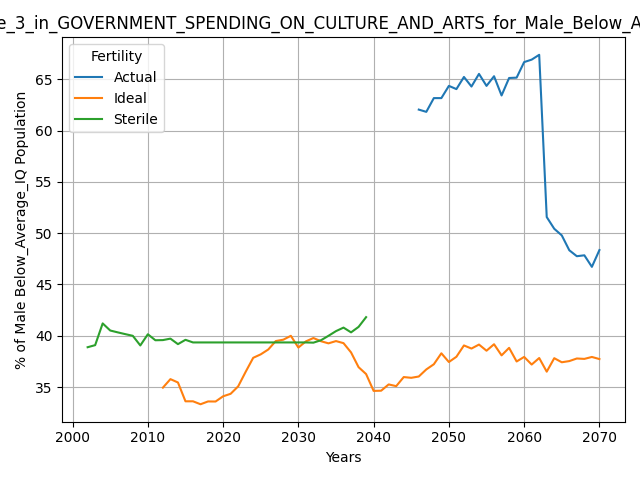 e_3_in_GOVERNMENT_SPENDING_ON_CULTURE_AND_ARTS_for_Male_Below_A
Fertility
Actual
Ideal
Sterile
% of Male Below_Average_IQ Population
65
60
55
50
45
40
35
2000 2010 2020 2030 2040 2050 2060 2070
Years